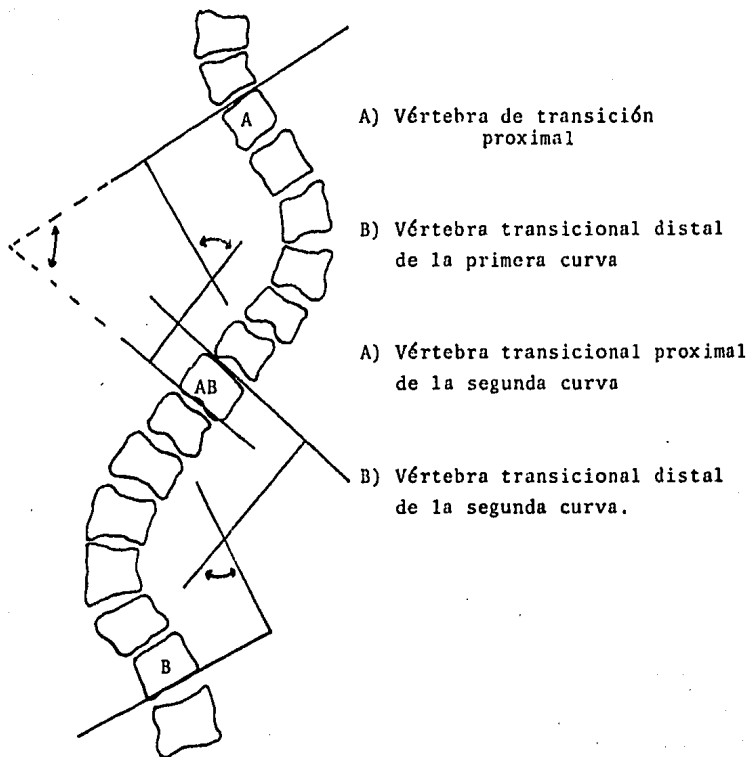 A
A) Vértebra de transición
proximal
B) Vértebra transicional distal
de la primera curva
A) Vértebra transicional proximal
de la segunda curva
AB
B) Vértebra transicional distal
de la segunda curva.
B